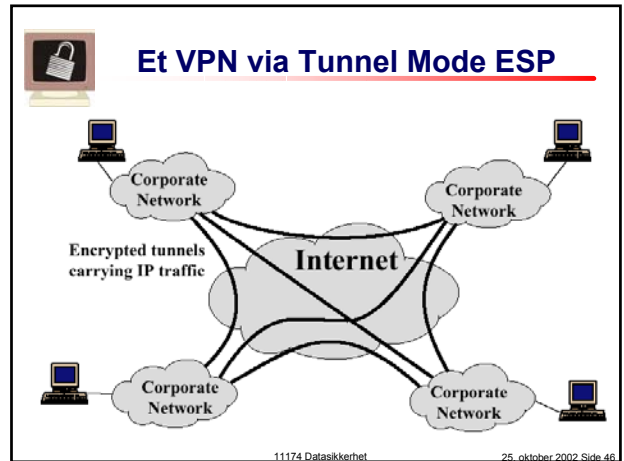 Et VPN via Tunnel Mode ESP
Corporate
Network
Corporate
Network
Encrypted tunnels
carrying IP traffic
Internet
Corporate
Network
Corporate
Network
11174 Datasikkerhet
25. oktober 2002 Side 46